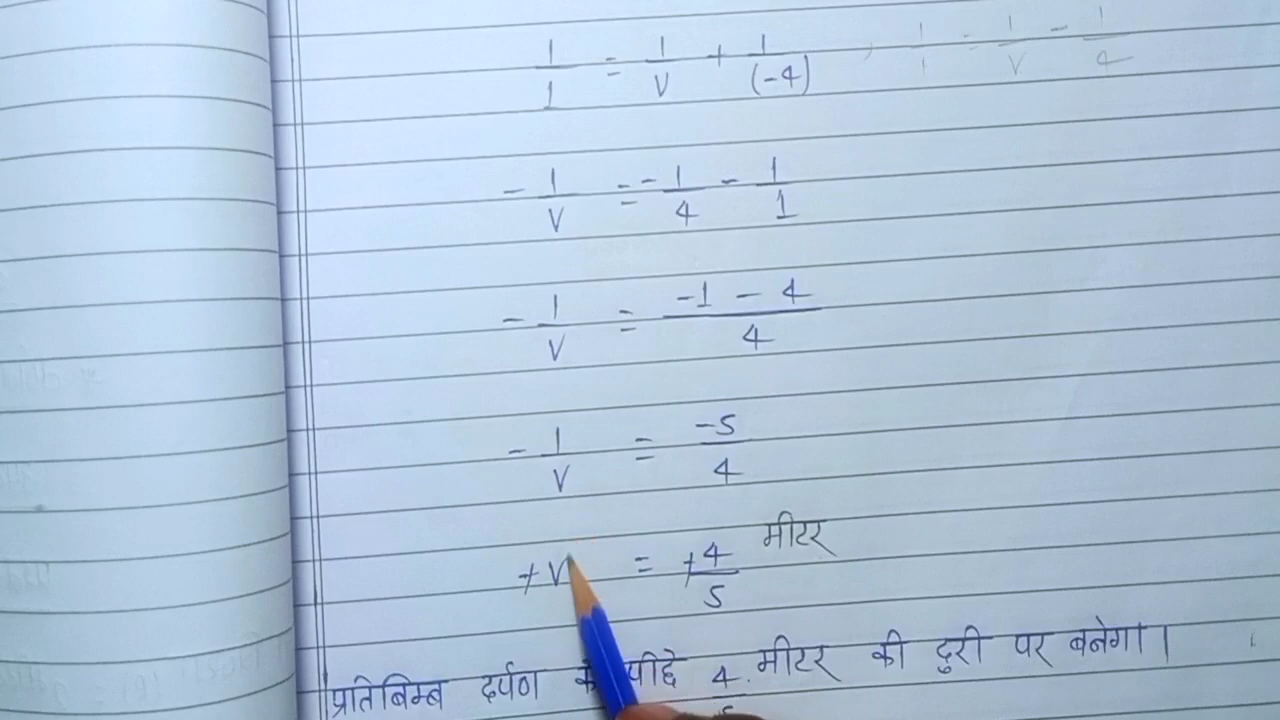 1/1 = 1/v + 1/(-4) , 1/1 = 1/v - 1/4
- 1/v = - 1/4 - 1/1
- 1/v = (-1 - 4)/4
- 1/v = -5/4
+v = +4/5 मीटर
प्रतिबिम्ब दर्पण के पीछे 4/5 मीटर की दुरी पर बनेगा।